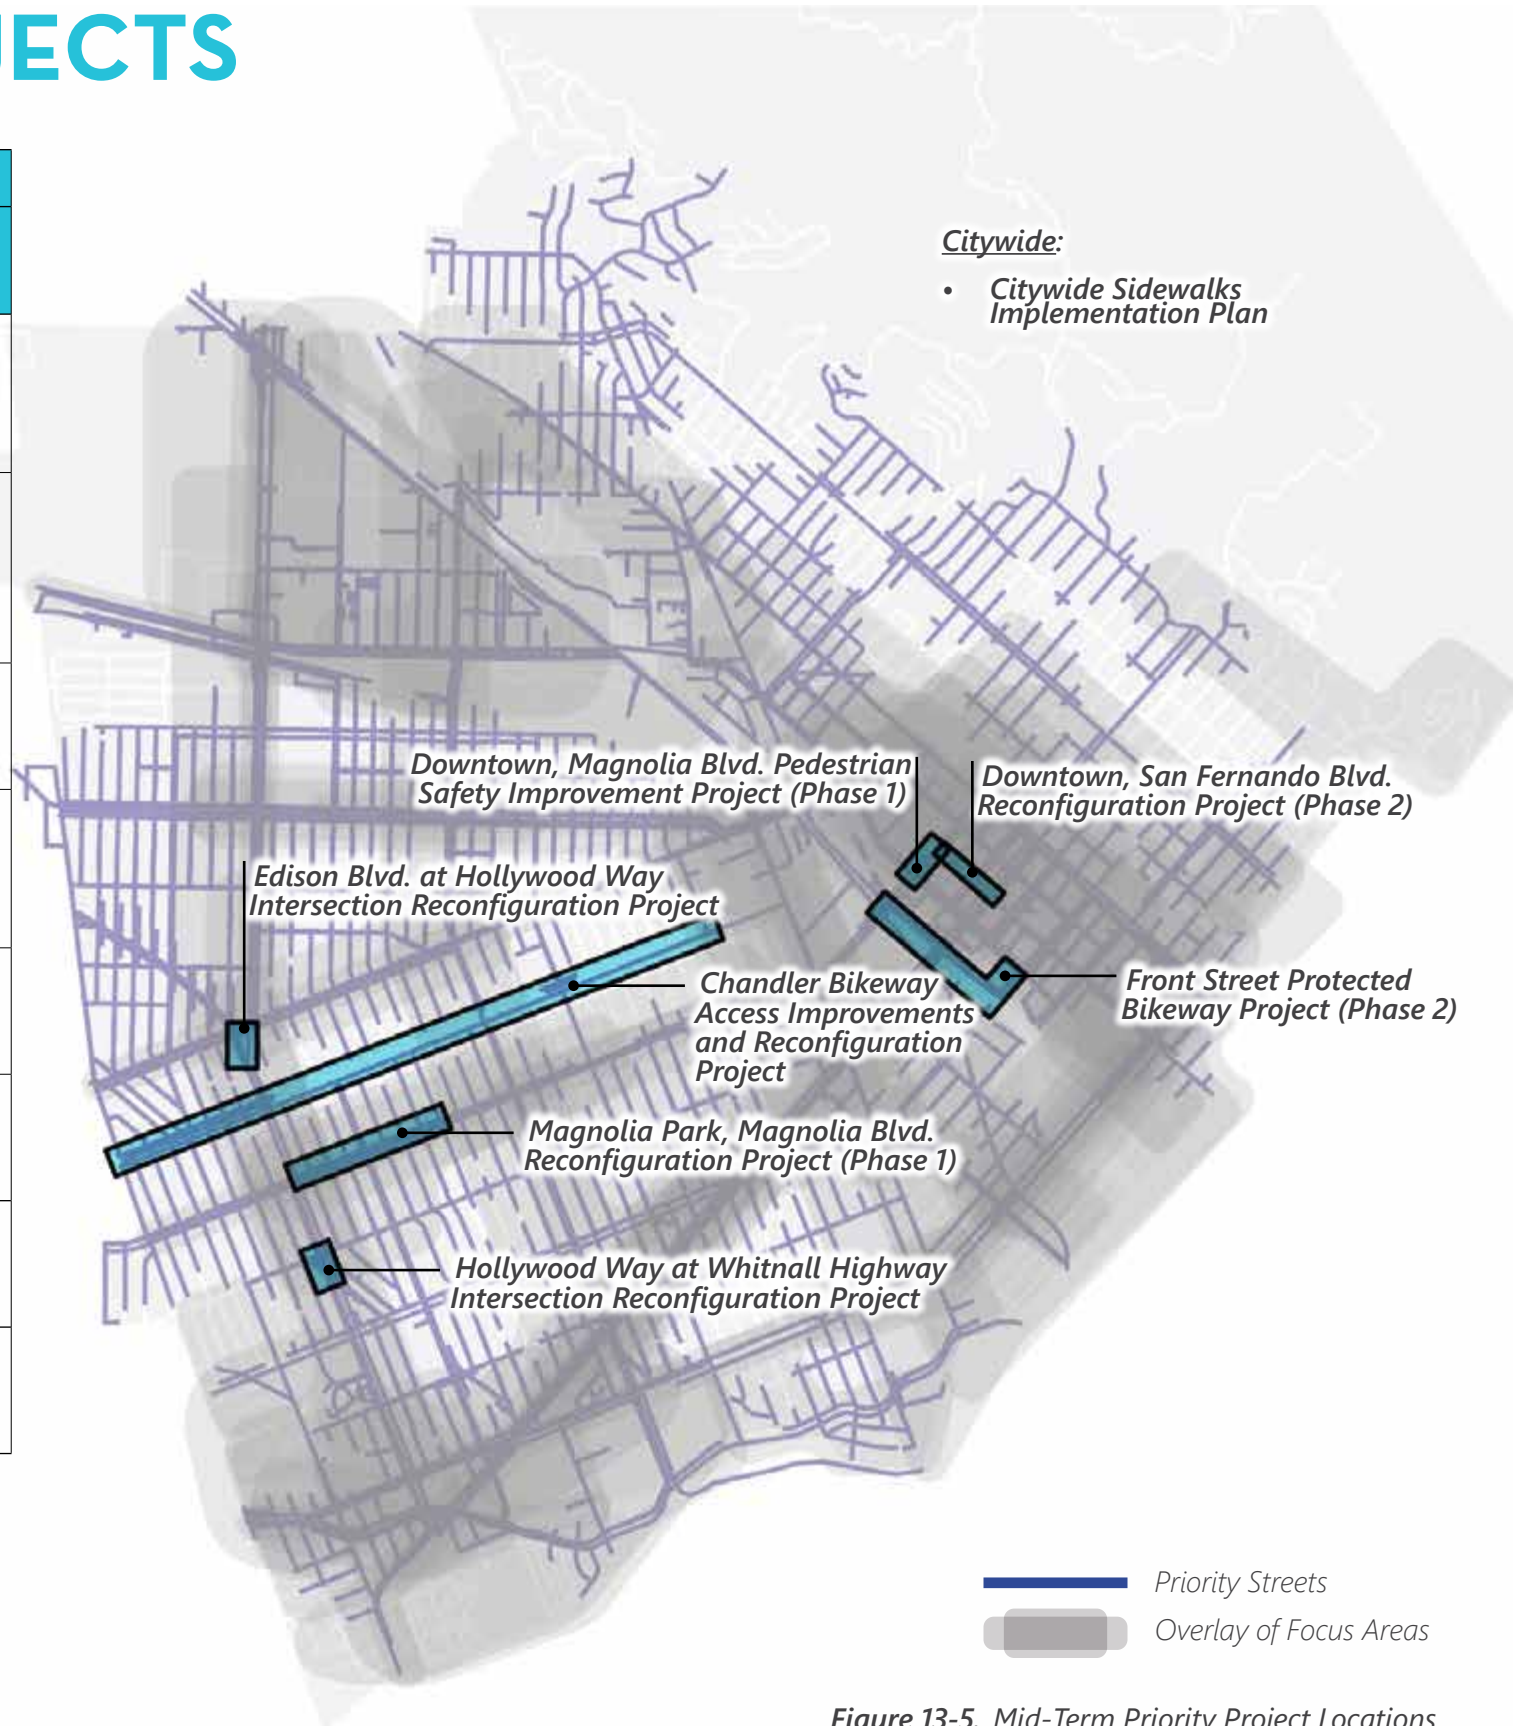 JECTS
Citywide:
• Citywide Sidewalks
Implementation Plan
Downtown, Magnolia Blvd. Pedestrian
Safety Improvement Project (Phase 1)
Downtown, San Fernando Blvd.
Reconfiguration Project (Phase 2)
Edison Blvd. at Hollywood Way
Intersection Reconfiguration Project
Chandler Bikeway
Access Improvements
and Reconfiguration
Project
Front Street Protected
Bikeway Project (Phase 2)
Magnolia Park, Magnolia Blvd.
Reconfiguration Project (Phase 1)
Hollywood Way at Whitnall Highway
Intersection Reconfiguration Project
Priority Streets
Overlay of Focus Areas
Figure 13-5. Mid-Term Priority Project Locations